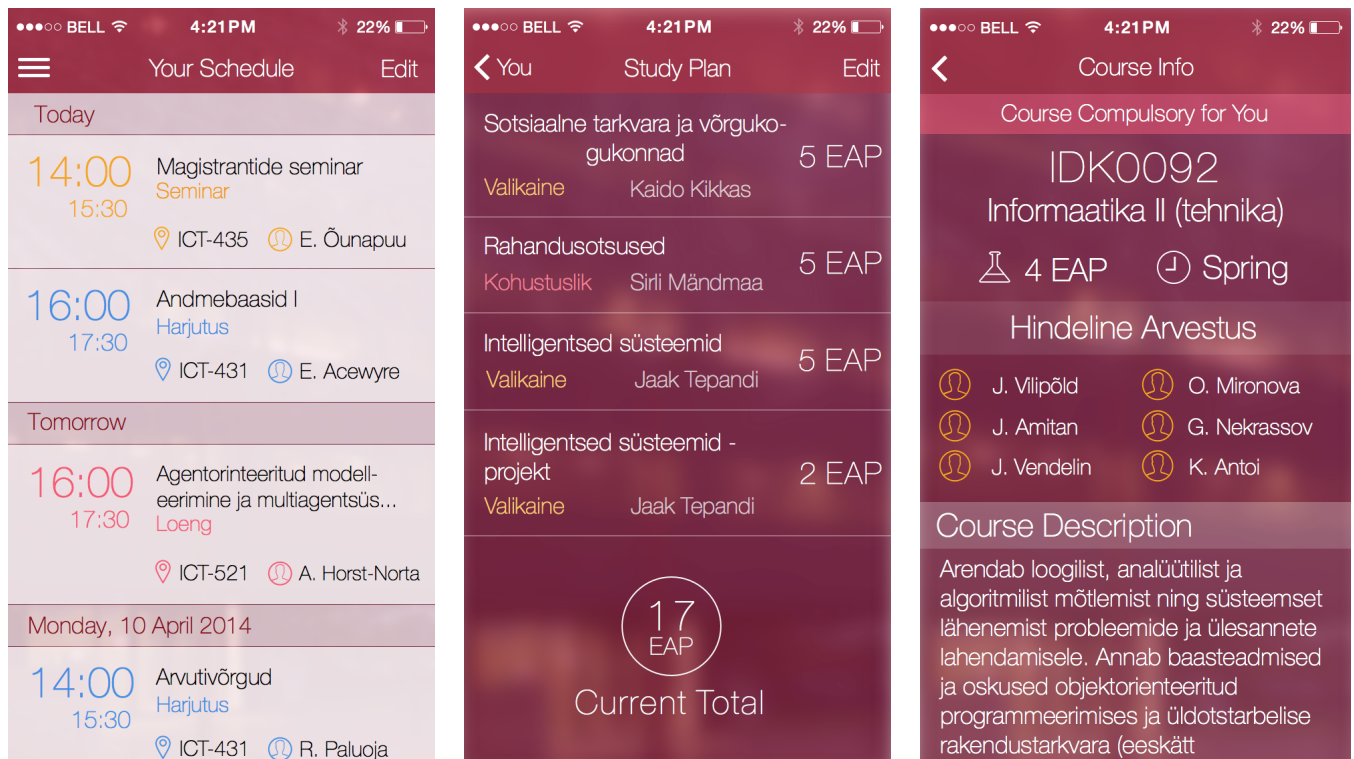 BELL 4:21PM 22%
Your Schedule Edit
Today
14:00 Magistrantide seminar
15:30 Seminar
ICT-435 E. Õunapuu
16:00 Andmebaasid I
17:30 Harjutus
ICT-431 E. Acewyre
Tomorrow
16:00 Agentorinteeritud modell-
eerimine ja multiagentsüs...
17:30 Loeng
ICT-521 A. Horst-Norta
Monday, 10 April 2014
14:00 Arvutivõrgud
15:30 Harjutus
ICT-431 R. Paluoja
BELL 4:21PM 22%
You Study Plan Edit
Sotsiaalne tarkvara ja võrguko-
gukonnad 5 EAP
Valikaine Kaido Kikkas
Rahandusotsused 5 EAP
Kohustuslik Sirli Mändmaa
Intelligentsed süsteemid 5 EAP
Valikaine Jaak Tepandi
Intelligentsed süsteemid -
projekt 2 EAP
Valikaine Jaak Tepandi
17
EAP
Current Total
BELL 4:21PM 22%
Course Info
Course Compulsory for You
IDK0092
Informaatika II (tehnika)
4 EAP Spring
Hindeline Arvestus
J. Vilipõld O. Mironova
J. Amitan G. Nekrassov
J. Vendelin K. Antoi
Course Description
Arendab loogilist, analüütilist ja
algoritmilist mõtlemist ning süsteemset
lähenemist probleemide ja ülesannete
lahendamisele. Annab baasteadmised
ja oskused objektorienteeritud
programmeerimises ja üldotstarbelise
rakendustarkvara (eeskätt